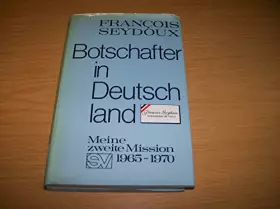 FRANÇOIS
SEYDOUX
Botschafter
in
Deutsch
land
Meine
zweite Mission
SV 1965-1970